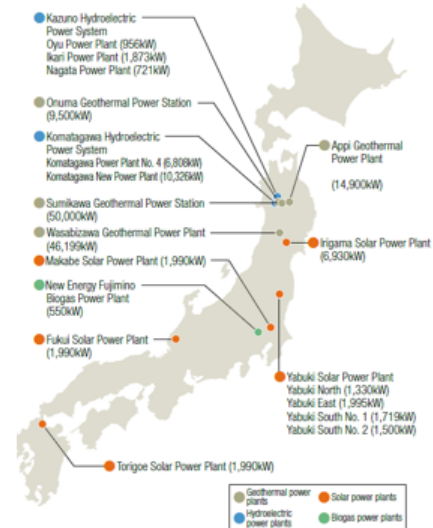 Kazuno Hydroelectric
Power System
Oyu Power Plant (956kW)
Ikari Power Plant (1,873kW)
Nagata Power Plant (721kW)
Onuma Geothermal Power Station
(9,500kW)
Komatagawa Hydroelectric
Power System
Komatagawa Power Plant No. 4 (6,808kW)
Komatagawa New Power Plant (10,326kW)
Appi Geothermal
Power Plant
(14,900kW)
Sumikawa Geothermal Power Station
(50,000kW)
Wasabizawa Geothermal Power Plant
(46,199kW)
Irigama Solar Power Plant
(6,930kW)
Makabe Solar Power Plant (1,990kW)
New Energy Fujimino
Biogas Power Plant
(550kW)
Fukui Solar Power Plant
(1,990kW)
Yabuki Solar Power Plant
Yabuki North (1,330kW)
Yabuki East (1,995kW)
Yabuki South No. 1 (1,719kW)
Yabuki South No. 2 (1,500kW)
Torigoe Solar Power Plant (1,990kW)
Geothermal power
plants
Solar power plants
Hydroelectric
power plants
Biogas power plants